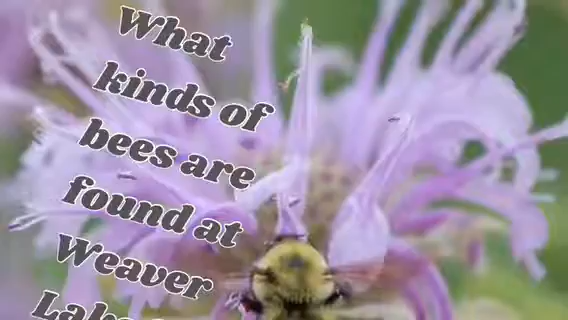 What
kinds of
bees are
found at
Weaver